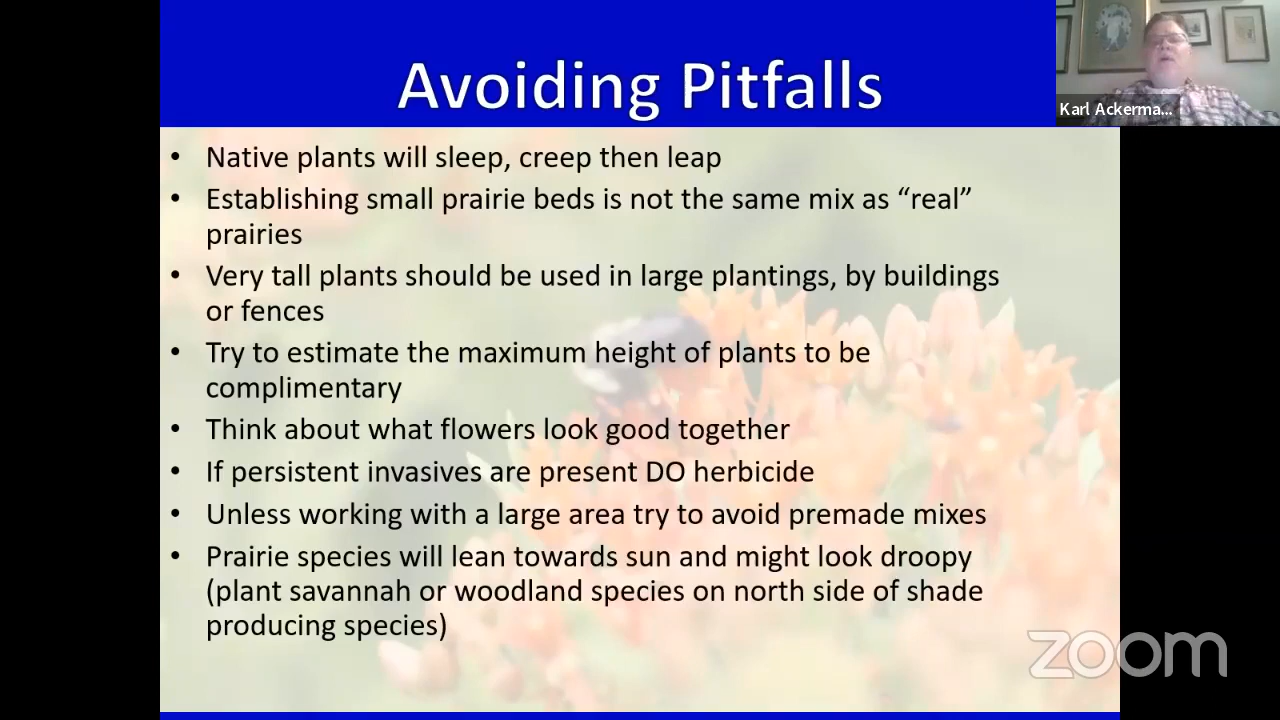 Avoiding Pitfalls
Karl Ackerma...
• Native plants will sleep, creep then leap
• Establishing small prairie beds is not the same mix as “real”
prairies
• Very tall plants should be used in large plantings, by buildings
or fences
• Try to estimate the maximum height of plants to be
complimentary
• Think about what flowers look good together
• If persistent invasives are present DO herbicide
• Unless working with a large area try to avoid premade mixes
• Prairie species will lean towards sun and might look droopy
(plant savannah or woodland species on north side of shade
producing species)
zoom